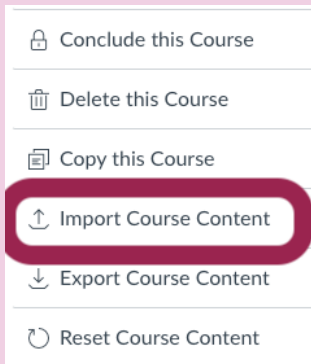 Conclude this Course
Delete this Course
Copy this Course
Import Course Content
Export Course Content
Reset Course Content